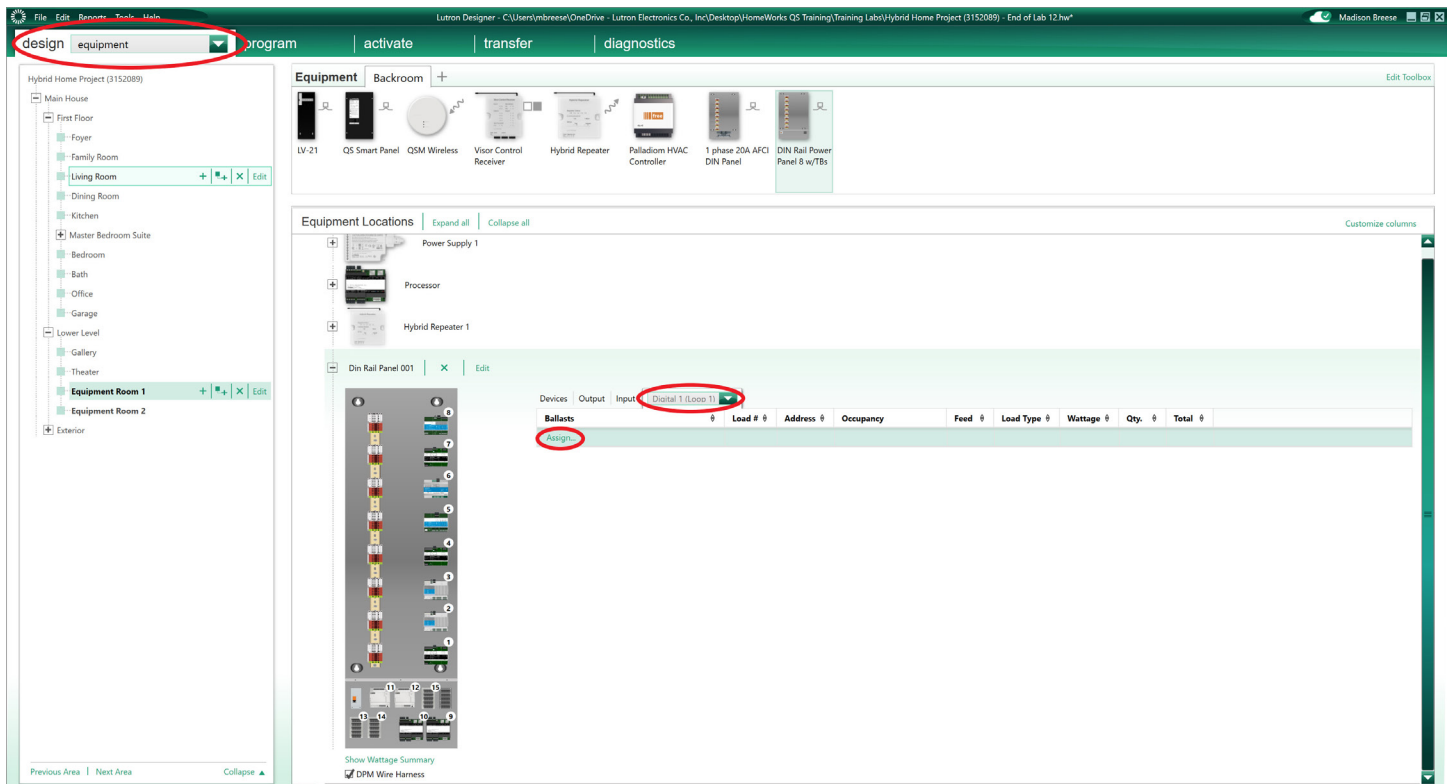 File Edit Reports Tools Help
Lutron Designer - C:\Users\mbreese\OneDrive - Lutron Electronics Co., Inc\Desktop\HomeWorks QS Training\Training Labs\Hybrid Home Project (3152089) - End of Lab 12.hw*
Madison Breese
design equipment program activate transfer diagnostics
Hybrid Home Project (3152089)
Main House
First Floor
Foyer
Family Room
Living Room + + × Edit
Dining Room
Kitchen
Master Bedroom Suite
Bedroom
Bath
Office
Garage
Lower Level
Gallery
Theater
Equipment Room 1 + + × Edit
Equipment Room 2
Exterior
Previous Area | Next Area Collapse
Equipment Backroom +
Edit Toolbox
LV-21
QS Smart Panel
QSM Wireless
Visor Control Receiver
Hybrid Repeater
Palladiom HVAC Controller
1 phase 20A AFCI DIN Panel
DIN Rail Power Panel 8 w/TBs
Equipment Locations | Expand all | Collapse all
Customize columns
Power Supply 1
Processor
Hybrid Repeater 1
Din Rail Panel 001 | × | Edit
Devices | Output | Input | Digital 1 (Loop 1)
Ballasts Load # Address Occupancy Feed Load Type Wattage Qty. Total
Assign...
8
7
6
5
4
3
2
1
11 12 15
13 14 10 9
Show Wattage Summary
DPM Wire Harness